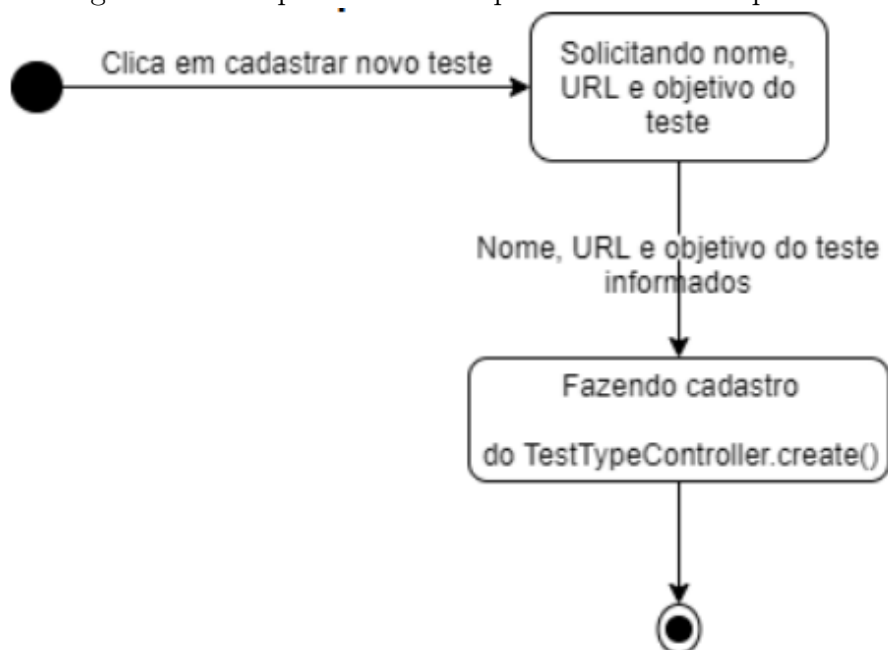 Clica em cadastrar novo teste
Solicitando nome,
URL e objetivo do
teste
Nome, URL e objetivo do teste
informados
Fazendo cadastro
do TestTypeController.create()